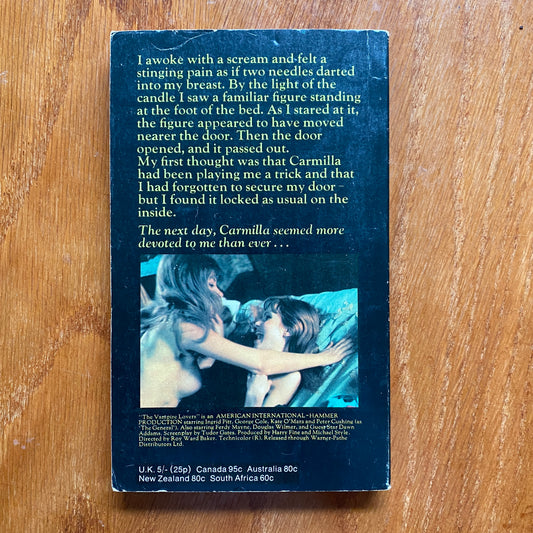 I awoke with a scream and felt a
stinging pain as if two needles darted
into my breast. By the light of the
candle I saw a familiar figure standing
at the foot of the bed. As I stared at it,
the figure appeared to have moved
nearer the door. Then the door
opened, and it passed out.
My first thought was that Carmilla
had been playing me a trick and that
I had forgotten to secure my door –
but I found it locked as usual on the
inside.
The next day, Carmilla seemed more
devoted to me than ever . . .
"The Vampire Lovers" is an AMERICAN INTERNATIONAL-HAMMER
PRODUCTION starring Ingrid Pitt, George Cole, Kate O'Mara and Peter Cushing (as
'The General'). Also starring Ferdy Mayne, Douglas Wilmer, and Guest Star Dawn
Addams. Screenplay by Tudor Gates. Produced by Harry Fine and Michael Style.
Directed by Roy Ward Baker. Technicolor (R). Released through Warner-Pathe
Distributors Ltd.
U.K. 5/- (25p) Canada 95c Australia 80c
New Zealand 80c South Africa 60c